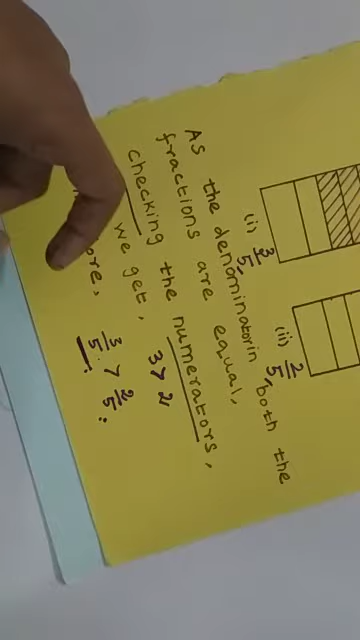 (i) 3/5, (ii) 2/5,
As the denominator in both the
fractions are equal,
checking the numerators,
we get, 3 > 2
3/5 > 2/5.